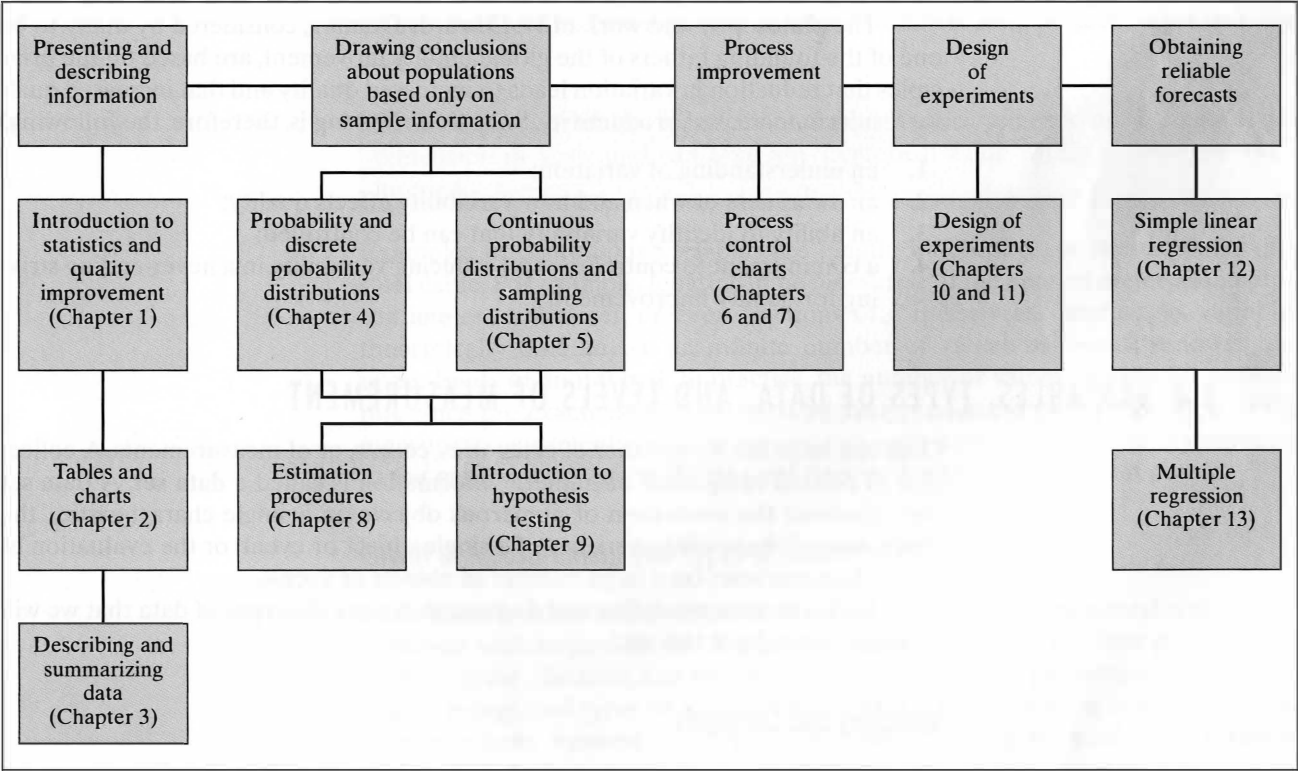 Presenting and
describing
information
Drawing conclusions
about populations
based only on
sample information
Process
improvement
Design
of
experiments
Obtaining
reliable
forecasts
Introduction to
statistics and
quality
improvement
(Chapter 1)
Probability and
discrete
probability
distributions
(Chapter 4)
Continuous
probability
distributions and
sampling
distributions
(Chapter 5)
Process
control
charts
(Chapters
6 and 7)
Design of
experiments
(Chapters
10 and 11)
Simple linear
regression
(Chapter 12)
Tables and
charts
(Chapter 2)
Estimation
procedures
(Chapter 8)
Introduction to
hypothesis
testing
(Chapter 9)
Multiple
regression
(Chapter 13)
Describing and
summarizing
data
(Chapter 3)